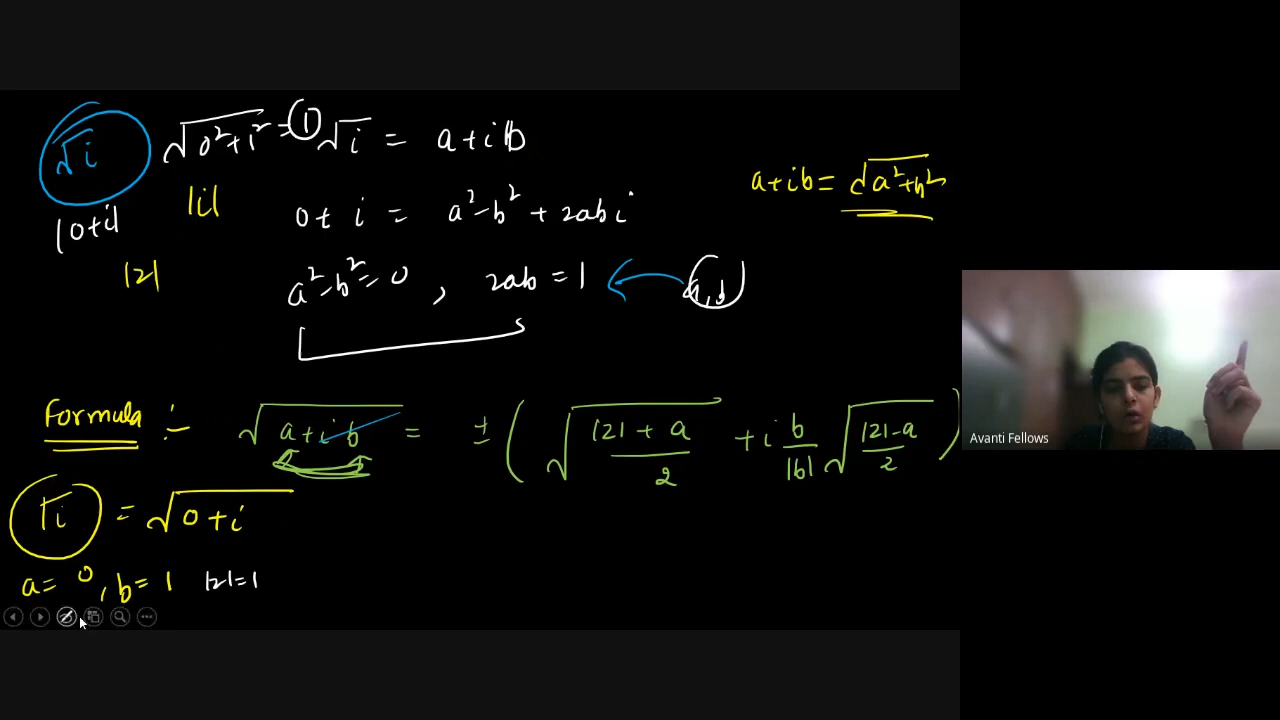 √i √0²+1² = 1 √i = a+ib
a+ib = √a²+b²
|0+i| |i| 0+ i = a²-b² + 2abi
|z| a²-b²=0 , 2ab = 1
Formula :- √a+ib = ± ( √|z| + a/2 + i b/|b| √|z|-a/2 )
Avanti Fellows
√i = √0+i
a= 0, b= 1 |z|=1